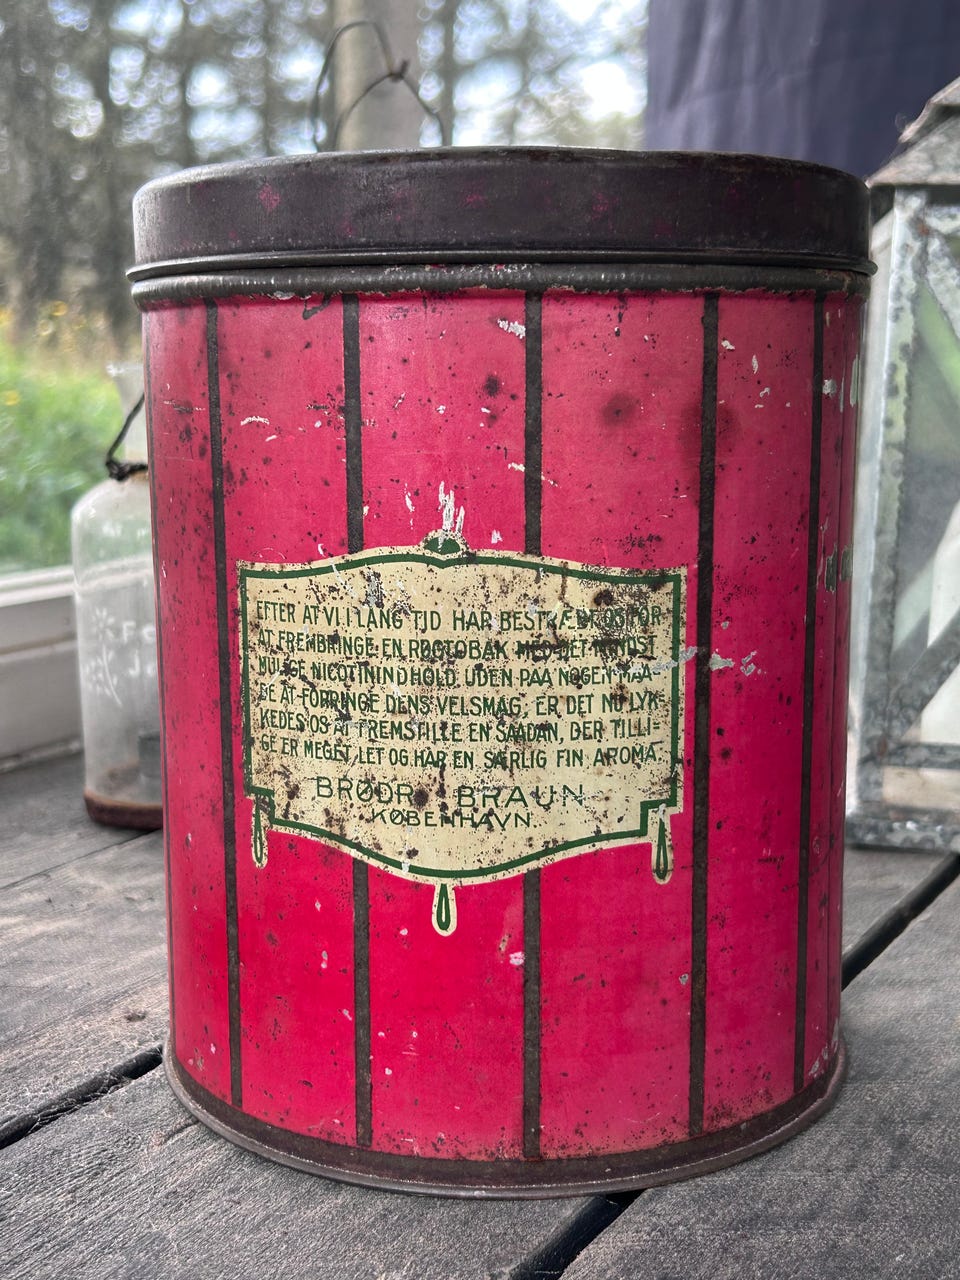 EFTER AT VI I LANG TID HAR BESTRÆBT OS FOR
AT FREMBRINGE EN RØGTOBAK MED DET MINDST
MULIGE NICOTININDHOLD UDEN PAA NOGEN MAA-
DE AT FORRINGE DENS VELSMAG, ER DET NU LYK-
KEDES OS AT FREMSTILLE EN SAADAN, DER TILLI-
GE ER MEGET LET OG HAR EN SÆRLIG FIN AROMA.
BRØDR. BRAUN
KØBENHAVN.